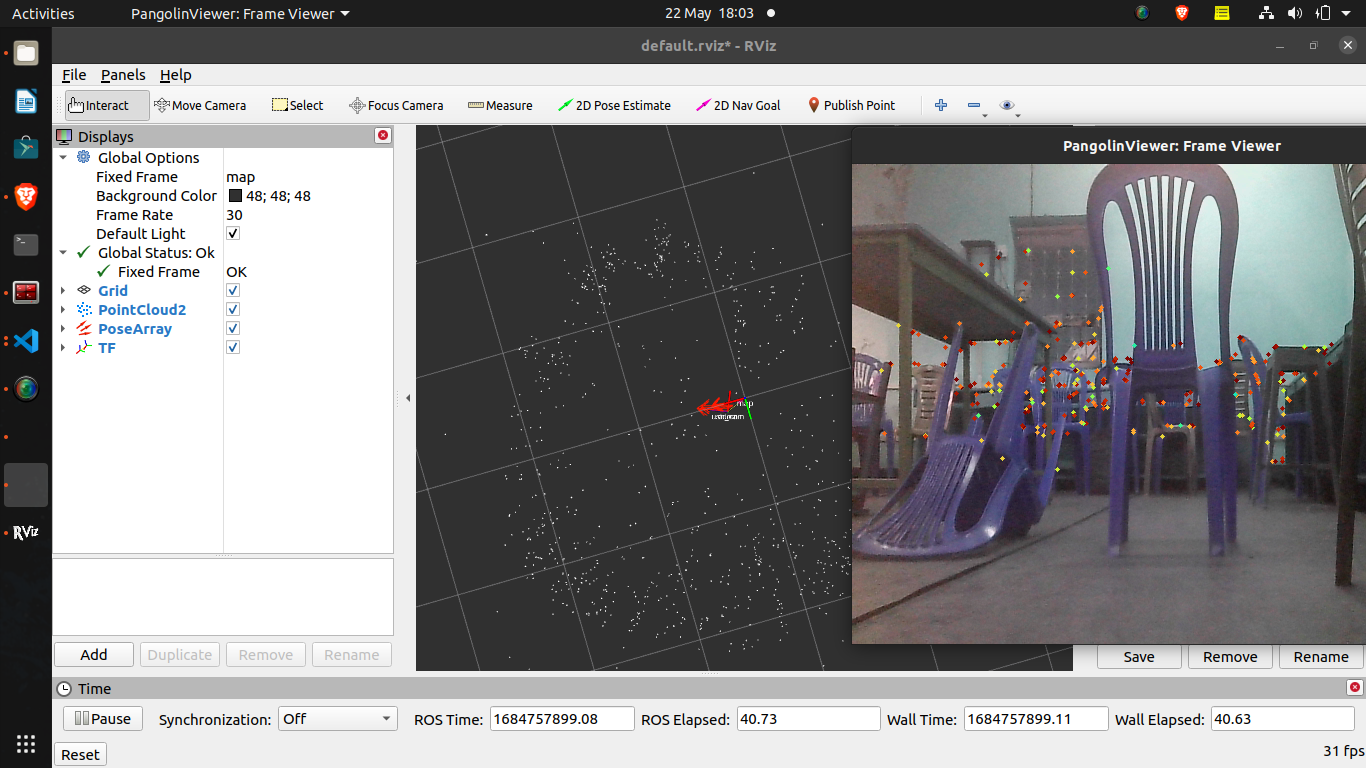 Activities PangolinViewer: Frame Viewer 22 May 18:03
default.rviz* - RViz
File Panels Help
Interact Move Camera Select Focus Camera Measure 2D Pose Estimate 2D Nav Goal Publish Point
Displays
PangolinViewer: Frame Viewer
Global Options
Fixed Frame map
Background Color 48; 48; 48
Frame Rate 30
Default Light
Global Status: Ok
Fixed Frame OK
Grid
PointCloud2
PoseArray
TF
map
RViz
Add Duplicate Remove Rename
Save Remove Rename
Time
Pause Synchronization: Off ROS Time: 1684757899.08 ROS Elapsed: 40.73 Wall Time: 1684757899.11 Wall Elapsed: 40.63
Reset 31 fps